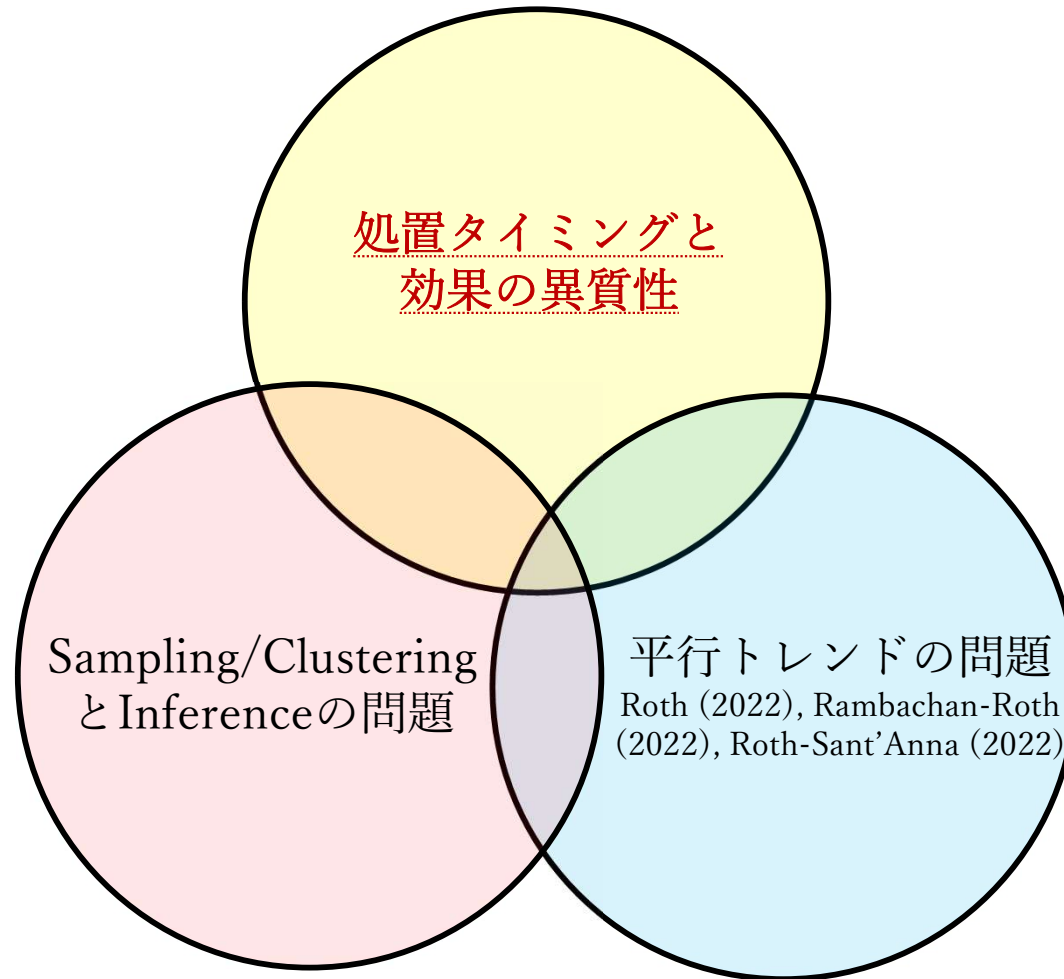 処置タイミングと
効果の異質性
Sampling/Clustering
とInferenceの問題
平行トレンドの問題
Roth (2022), Rambachan-Roth
(2022), Roth-Sant’Anna (2022)